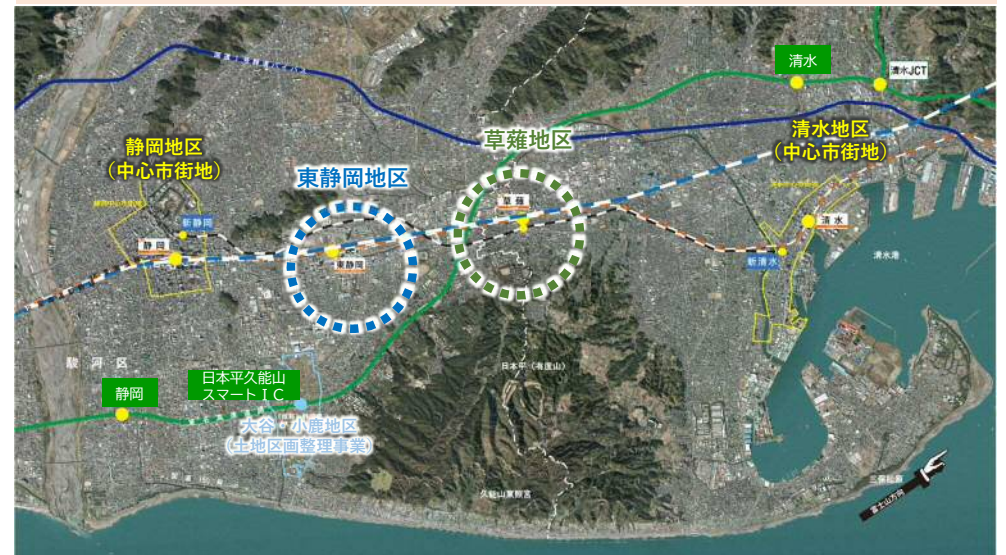 清水
清水JCT
静岡地区
（中心市街地）
東静岡地区
草薙地区
清水地区
（中心市街地）
新静岡
静岡
東静岡
草薙
清水
新清水
清水港
駿河区
静岡
日本平久能山
スマートＩＣ
大谷・小鹿地区
（土地区画整理事業）
日本平（有度山）
久能山東照宮
三保松原
富士山方向